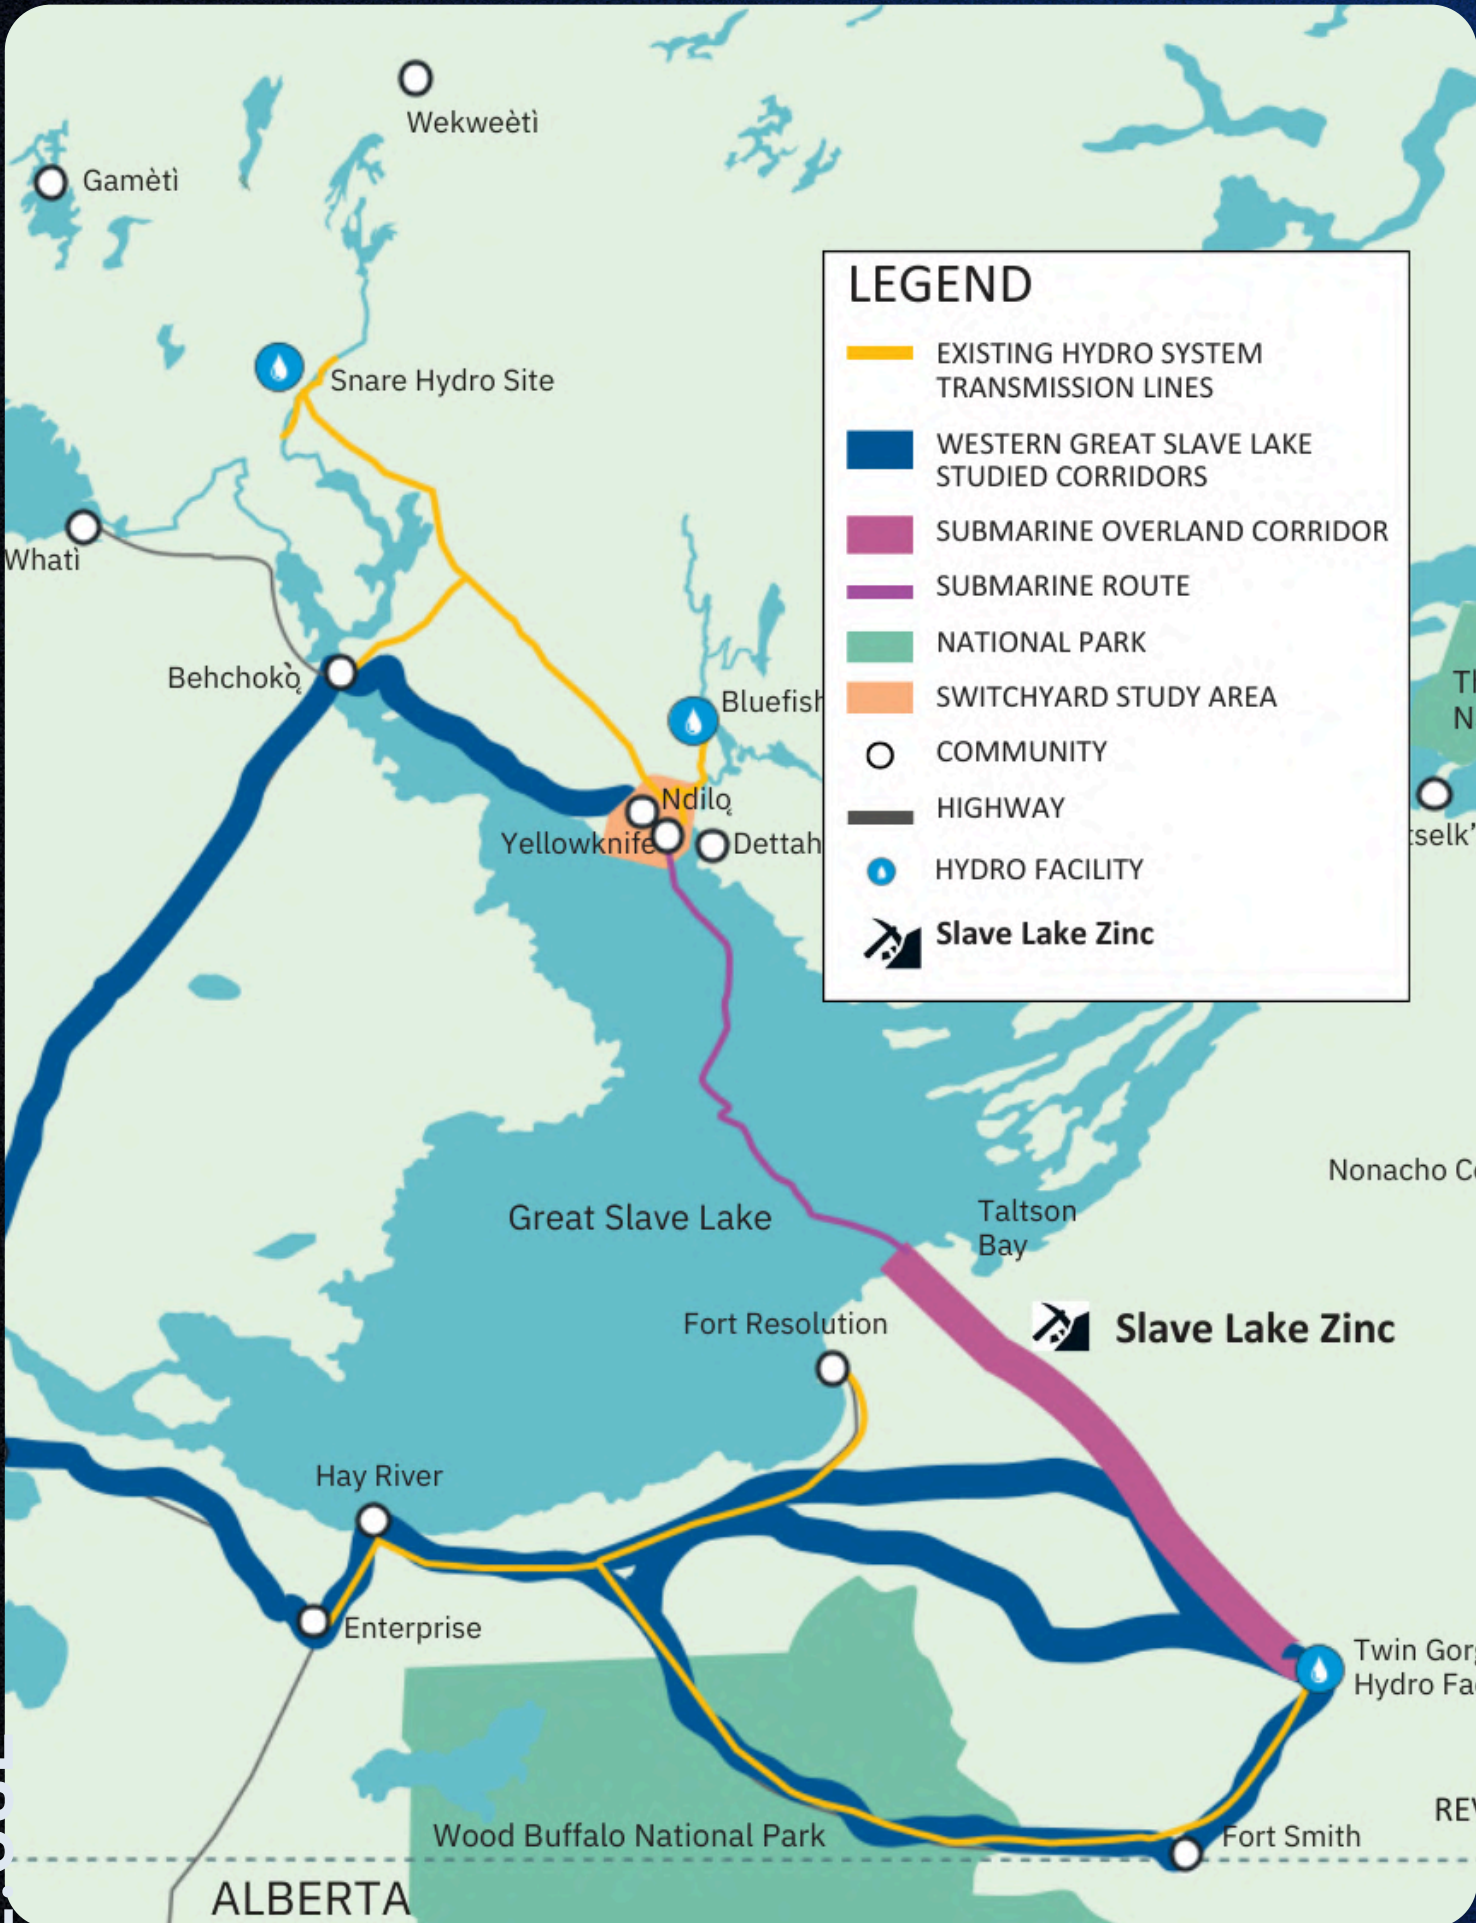 Wekweètì
Gamètì
LEGEND
EXISTING HYDRO SYSTEM
TRANSMISSION LINES
Snare Hydro Site
WESTERN GREAT SLAVE LAKE
STUDIED CORRIDORS
SUBMARINE OVERLAND CORRIDOR
Whatì
SUBMARINE ROUTE
NATIONAL PARK
Behchokǫ̀
SWITCHYARD STUDY AREA
Bluefish
COMMUNITY
Ndilǫ
HIGHWAY
Yellowknife
Dettah
HYDRO FACILITY
Slave Lake Zinc
Nonacho
Great Slave Lake
Taltson
Bay
Fort Resolution
Slave Lake Zinc
Hay River
Enterprise
Twin
Hydro
Wood Buffalo National Park
Fort Smith
ALBERTA